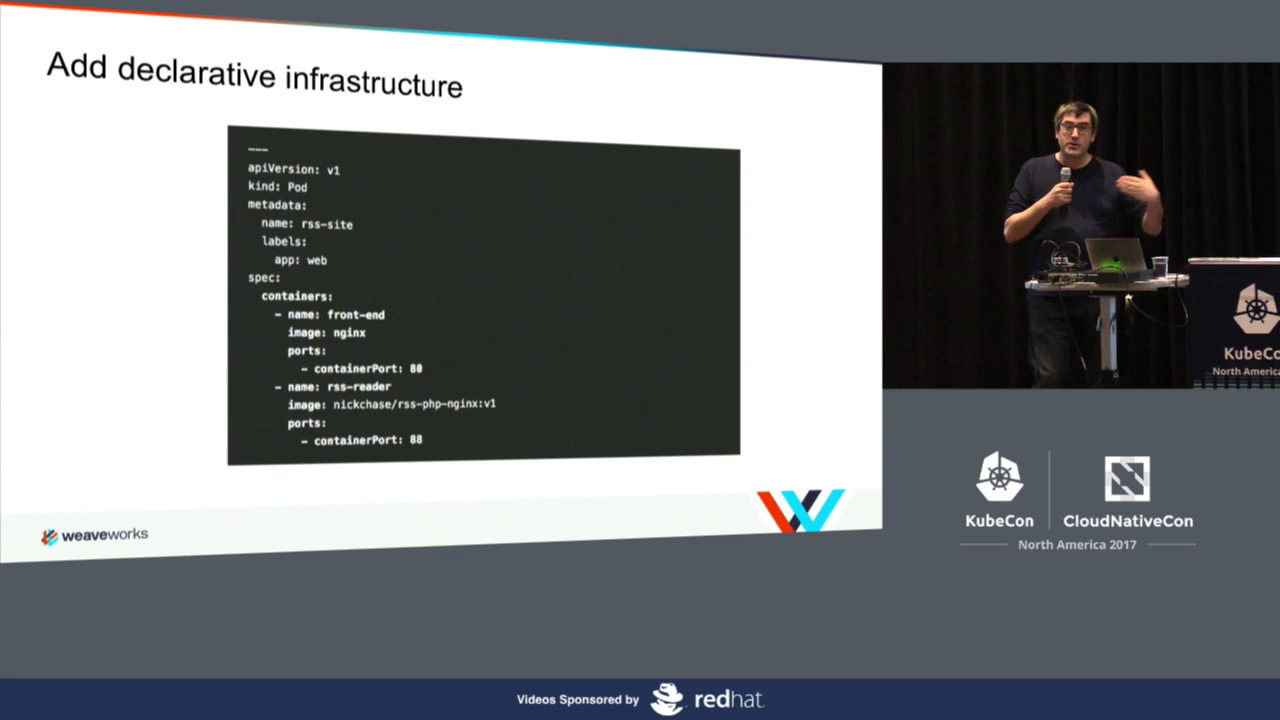 Add declarative infrastructure
---
apiVersion: v1
kind: Pod
metadata:
  name: rss-site
  labels:
    app: web
spec:
  containers:
    - name: front-end
      image: nginx
      ports:
        - containerPort: 80
    - name: rss-reader
      image: nickchase/rss-php-nginx:v1
      ports:
        - containerPort: 88
weaveworks
KubeCo
North America
KubeCon
CloudNativeCon
North America 2017
Videos Sponsored by redhat.